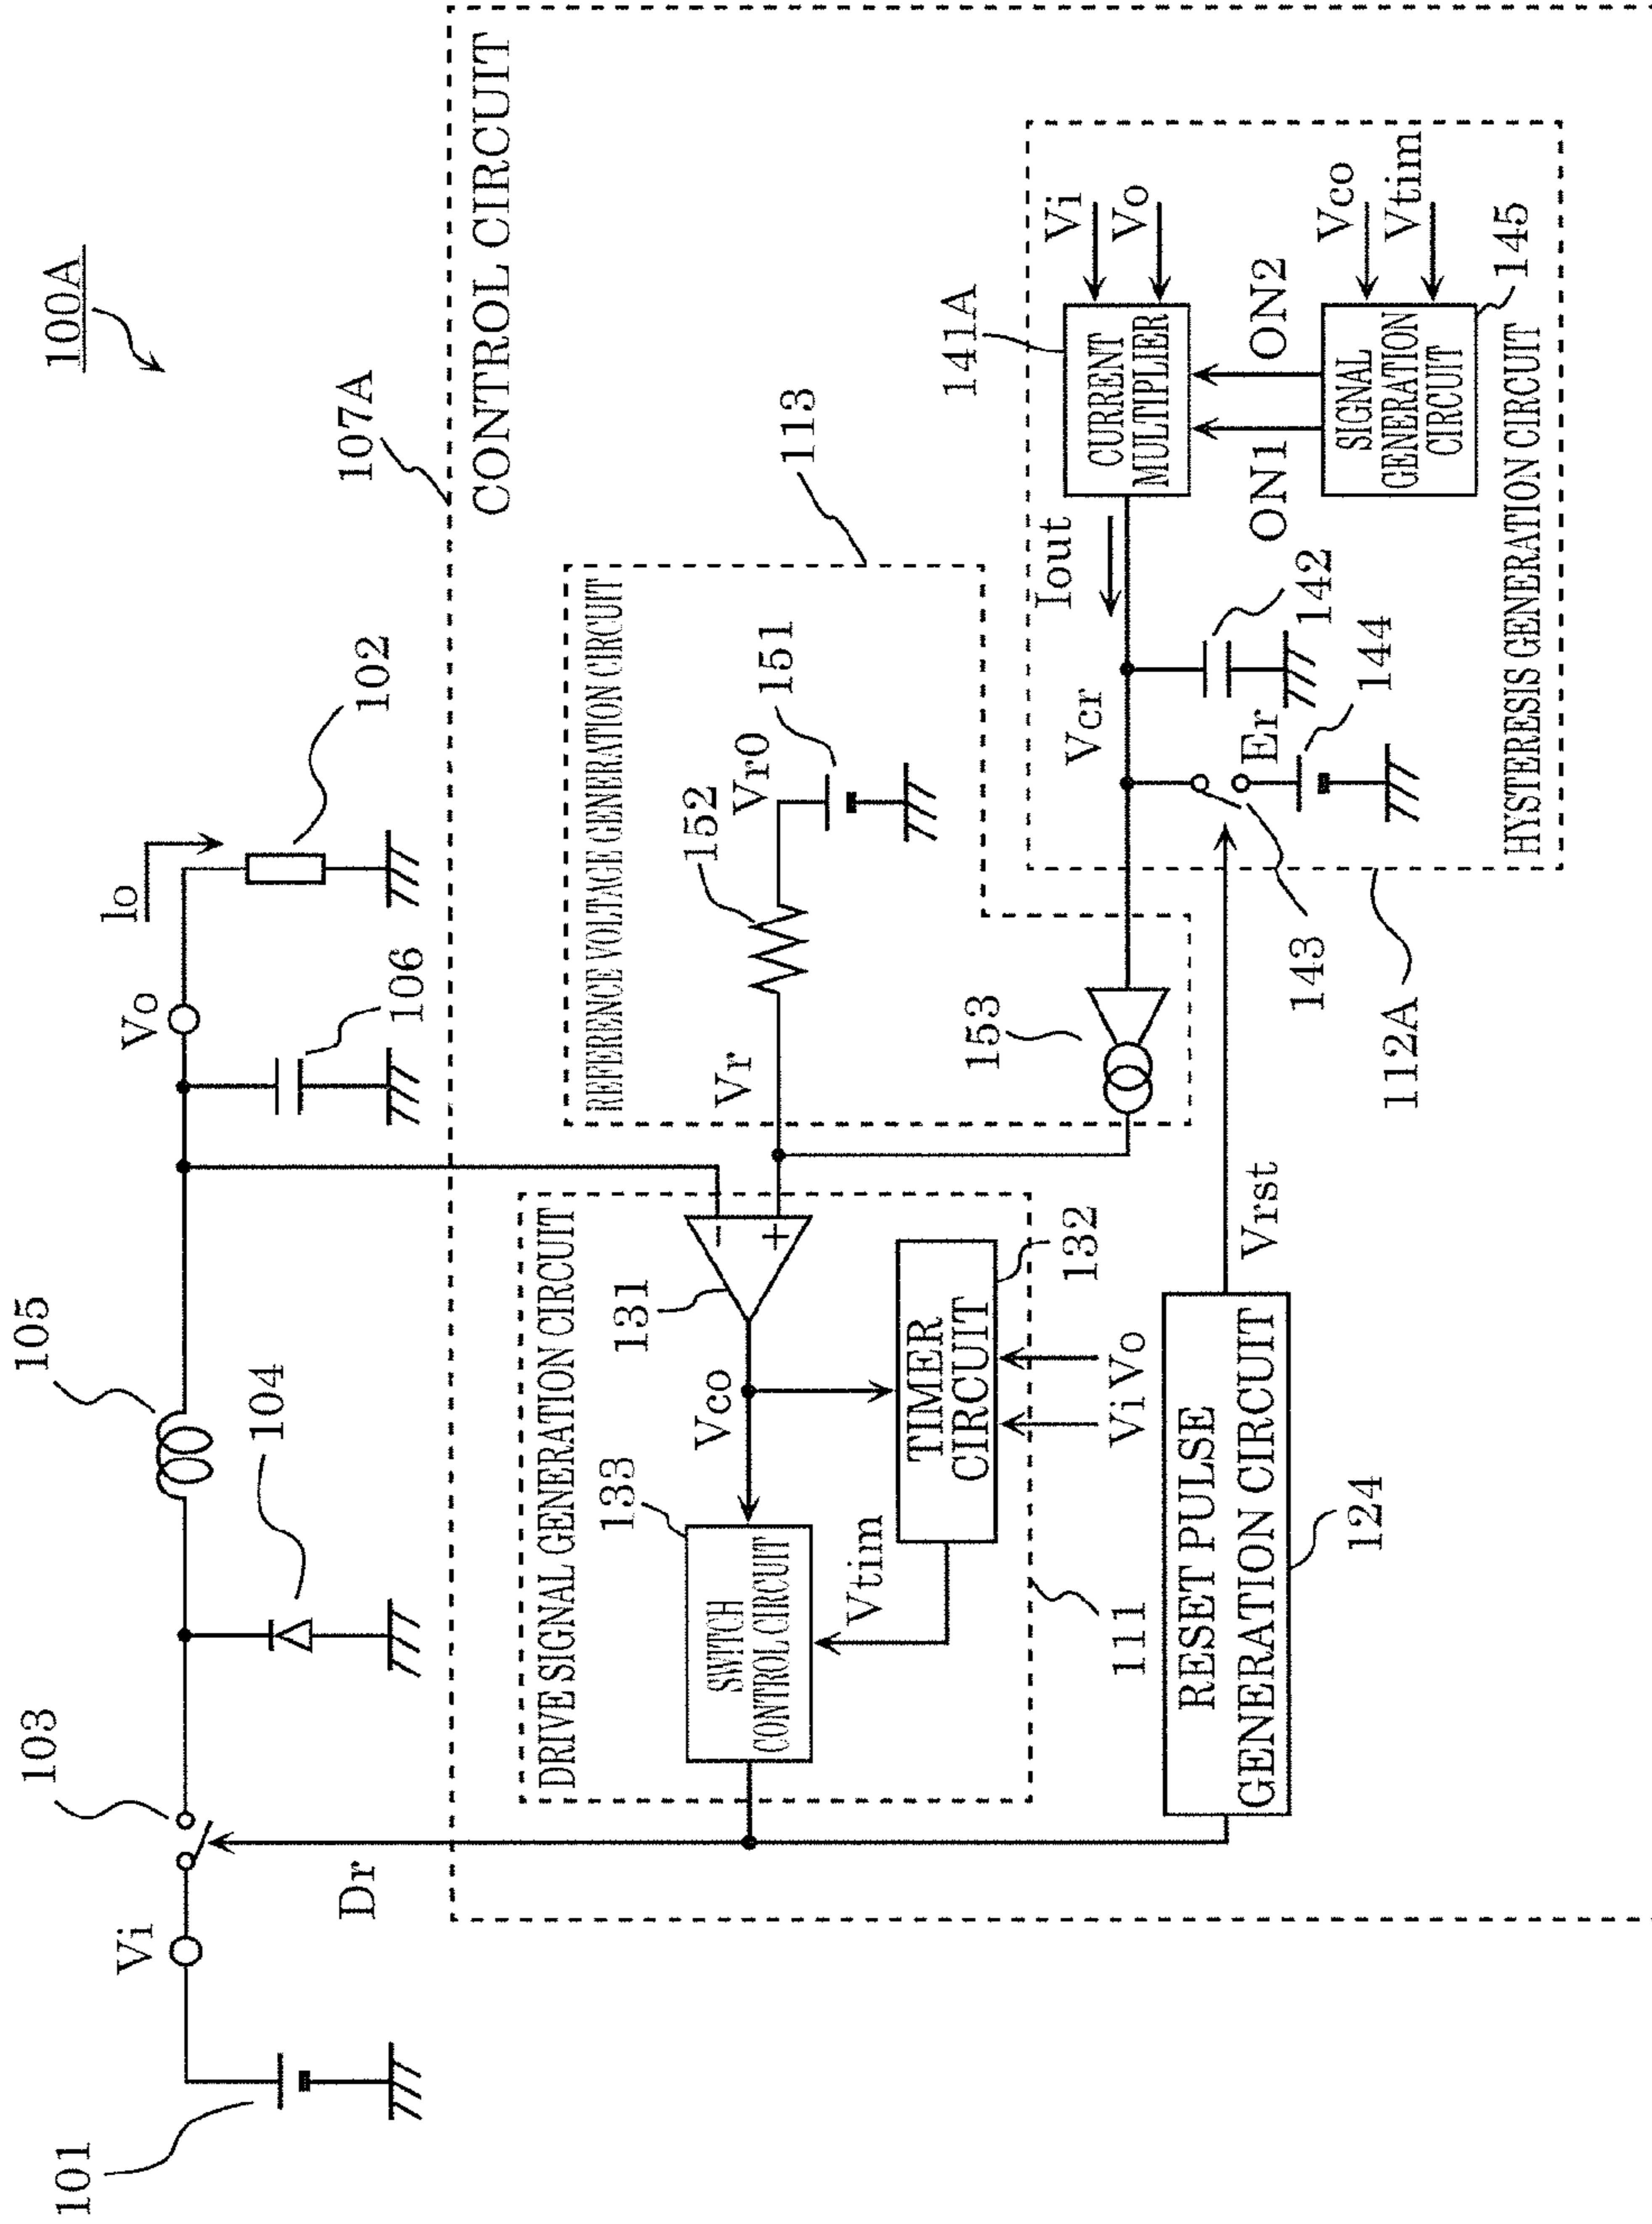 100A
101
Vi
103
104
105
Vo
106
Io
102
Dr
107A
CONTROL CIRCUIT
DRIVE SIGNAL GENERATION CIRCUIT
133
SWITCH
CONTROL CIRCUIT
Vco
131
-
+
Vtim
TIMER
CIRCUIT
132
Vi Vo
111
REFERENCE VOLTAGE GENERATION CIRCUIT
113
Vr
152
Vr0
151
153
RESET PULSE
GENERATION CIRCUIT
124
Vrst
Vcr
Iout
141A
CURRENT
MULTIPLIER
Vi
Vo
142
143
Er
144
ON1
ON2
SIGNAL
GENERATION
CIRCUIT
Vco
Vtim
145
HYSTERESIS GENERATION CIRCUIT
112A